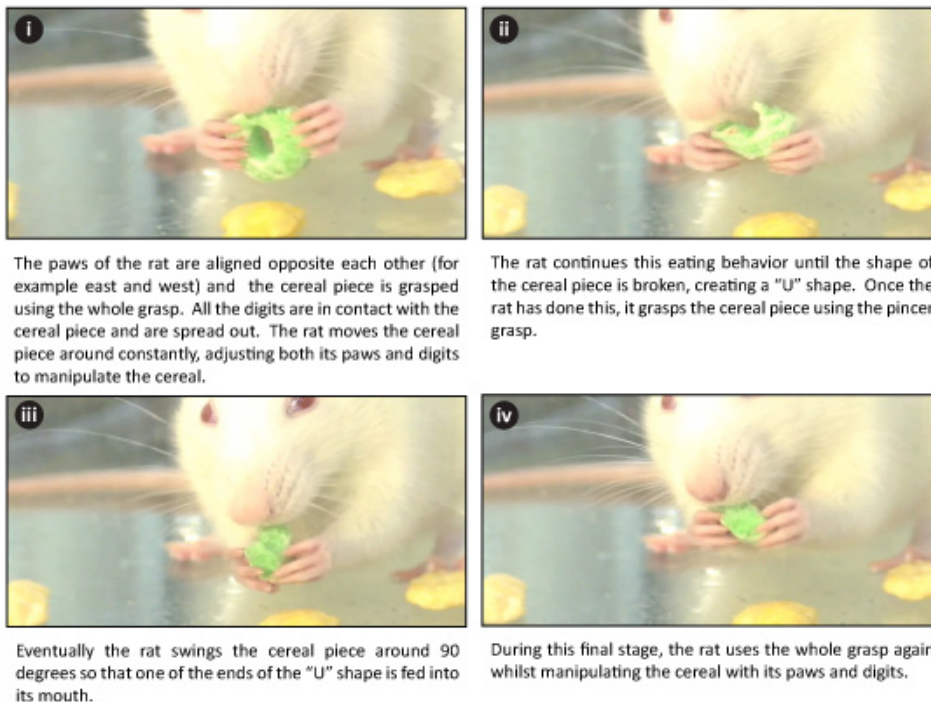 i
The paws of the rat are aligned opposite each other (for
example east and west) and the cereal piece is grasped
using the whole grasp. All the digits are in contact with the
cereal piece and are spread out. The rat moves the cereal
piece around constantly, adjusting both its paws and digits
to manipulate the cereal.
ii
The rat continues this eating behavior until the shape of
the cereal piece is broken, creating a “U” shape. Once the
rat has done this, it grasps the cereal piece using the pincer
grasp.
iii
Eventually the rat swings the cereal piece around 90
degrees so that one of the ends of the “U” shape is fed into
its mouth.
iv
During this final stage, the rat uses the whole grasp again
whilst manipulating the cereal with its paws and digits.